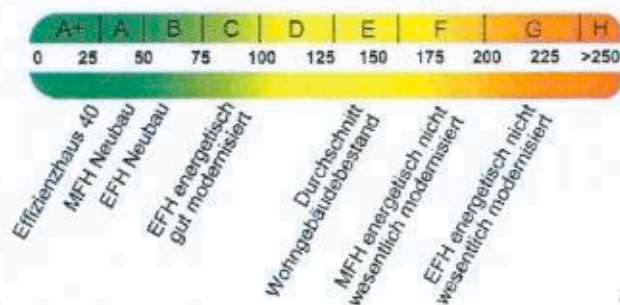 A+ A B C D E F G H
0 25 50 75 100 125 150 175 200 225 >250
Effizienzhaus 40
MFH Neubau
EFH Neubau
EFH energetisch
gut modernisiert
Durchschnitt
Wohngebäudebestand
MFH energetisch nicht
wesentlich modernisiert
EFH energetisch nicht
wesentlich modernisiert